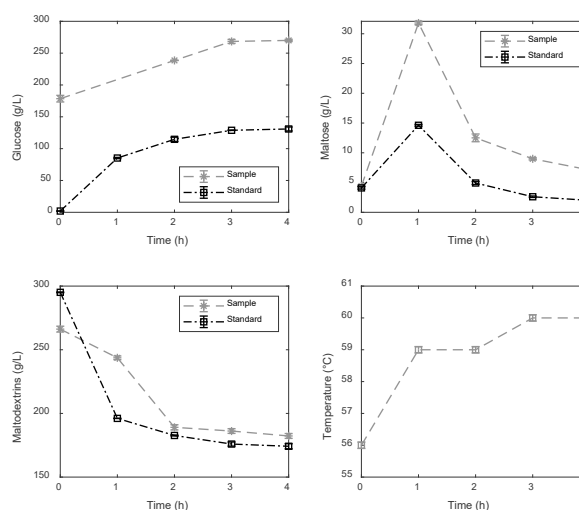 300
250
200
150
100
50
0
Glucose (g/L)
Sample
Standard
0 1 2 3 4
Time (h)
30
25
20
15
10
5
0
Maltose (g/L)
Sample
Standard
0 1 2 3
Time (h)
300
250
200
150
Maltodextrins (g/L)
Sample
Standard
0 1 2 3 4
Time (h)
61
60
59
58
57
56
55
Temperature (°C)
0 1 2 3
Time (h)